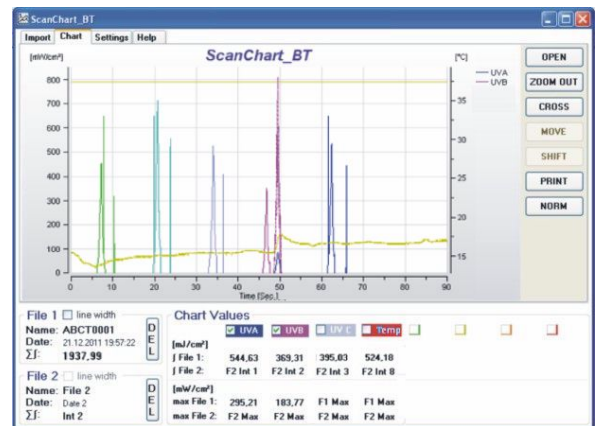 ScanChart_BT
Import Chart Settings Help
ScanChart_BT
[mW/cm²]
[°C]
800
700
600
500
400
300
200
100
0
35
30
25
20
15
0 10 20 30 40 50 60 70 80 90
Time [Sec.]
UVA
UVB
OPEN
ZOOM OUT
CROSS
MOVE
SHIFT
PRINT
NORM
File 1 line width
Name: ABCT0001
Date: 21.12.2011 19:57:22
Σ∫: 1937,99
DEL
File 2 line width
Name: File 2
Date: Date 2
Σ∫: Int 2
DEL
Chart Values
UVA UVB UV C Temp
[mJ/cm²]
∫ File 1: 544,63 369,31 395,03 524,18
∫ File 2: F2 Int 1 F2 Int 2 F2 Int 3 F2 Int 8
[mW/cm²]
max File 1: 295,21 183,77 F1 Max F1 Max
max File 2: F2 Max F2 Max F2 Max F2 Max